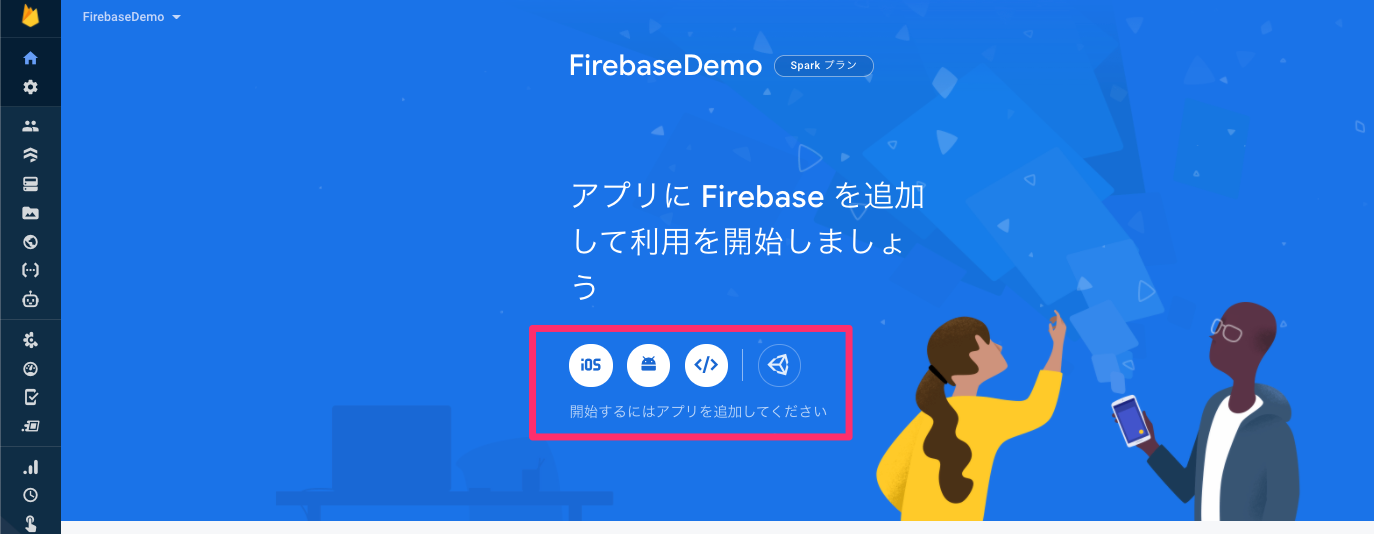 FirebaseDemo
FirebaseDemo Spark プラン
アプリに Firebase を追加
して利用を開始しましょ
う
iOS
開始するにはアプリを追加してください